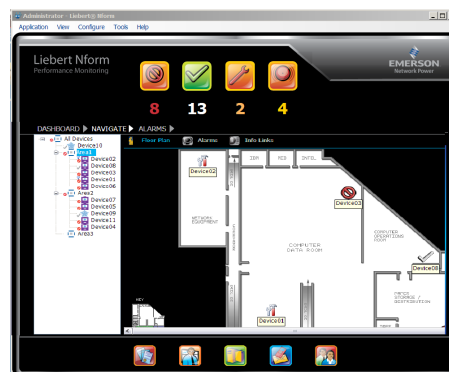 Administrator - Liebert® Nform
Application View Configure Tools Help
Liebert Nform
Performance Monitoring
EMERSON
Network Power
8 13 2 4
DASHBOARD NAVIGATE ALARMS
Floor Plan Alarms Info Links
All Devices
Device10
Area1
Device02
Device08
Device03
Device01
Device06
Area2
Device07
Device05
Device09
Device11
Device04
Area3
Device02
IBM
Device03
NETWORK
EQUIPMENT
COMPUTER
DATA ROOM
COMPUTER
OPERATIONS
ROOM
Device08
PAPER
STORAGE /
DISTRIBUTION
KEY
Device01